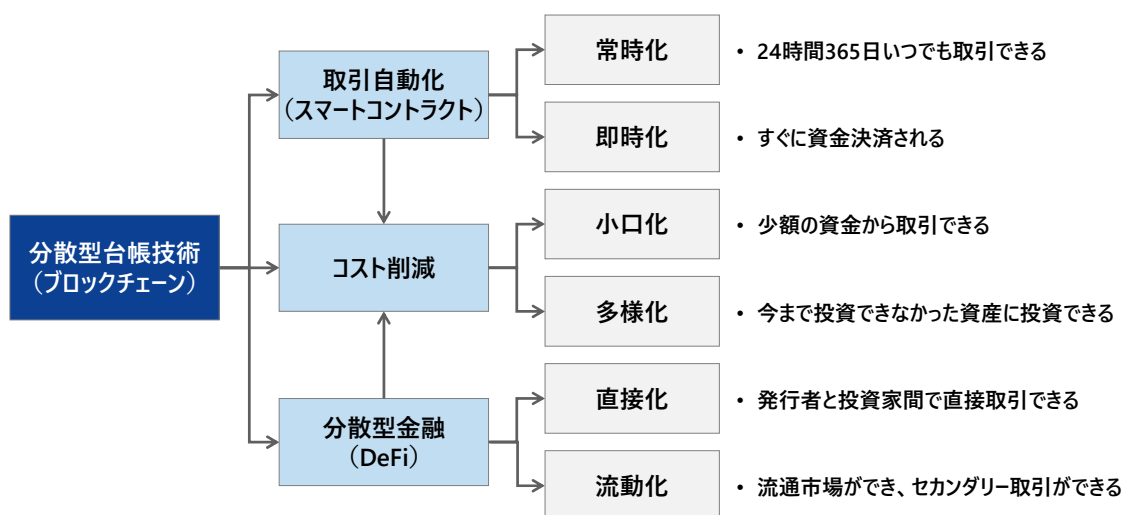 分散型台帳技術
（ブロックチェーン）
取引自動化
（スマートコントラクト）
コスト削減
分散型金融
（DeFi）
常時化
・ 24時間365日いつでも取引できる
即時化
・ すぐに資金決済される
小口化
・ 少額の資金から取引できる
多様化
・ 今まで投資できなかった資産に投資できる
直接化
・ 発行者と投資家間で直接取引できる
流動化
・ 流通市場ができ、セカンダリー取引ができる